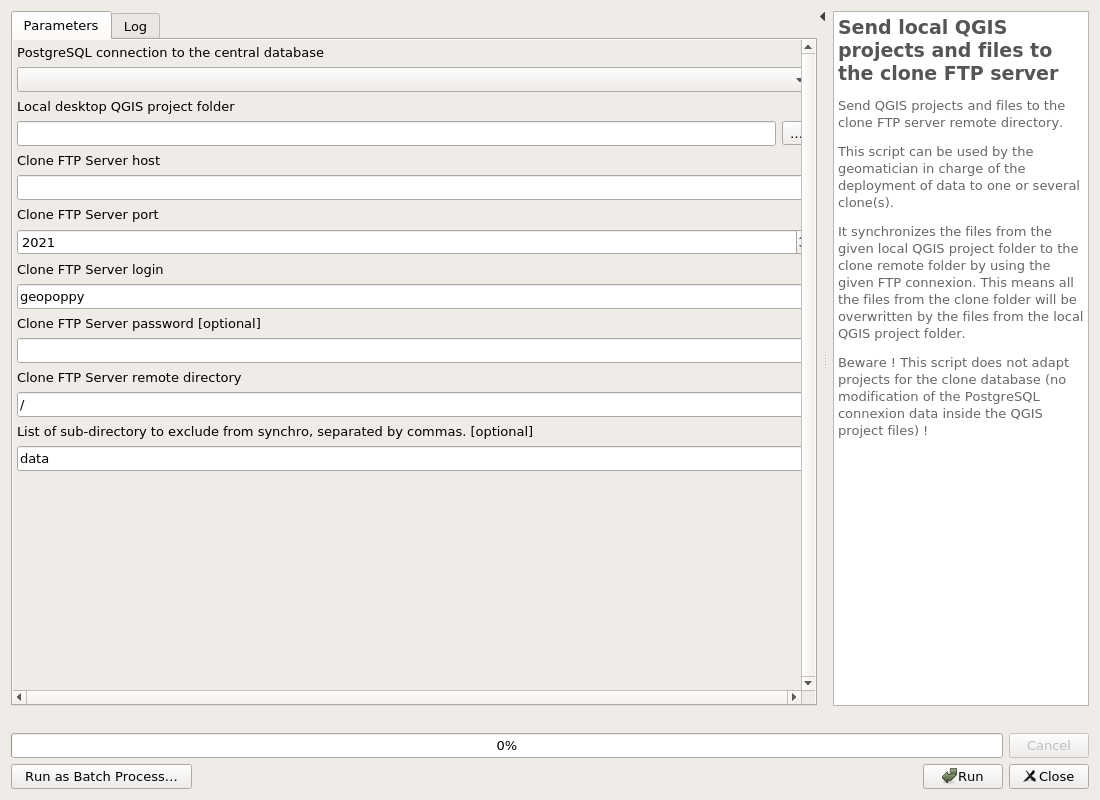 Parameters
Log
PostgreSQL connection to the central database
Local desktop QGIS project folder
...
Clone FTP Server host
Clone FTP Server port
2021
Clone FTP Server login
geopoppy
Clone FTP Server password [optional]
Clone FTP Server remote directory
/
List of sub-directory to exclude from synchro, separated by commas. [optional]
data
Send local QGIS
projects and files to
the clone FTP server
Send QGIS projects and files to the
clone FTP server remote directory.
This script can be used by the
geomatician in charge of the
deployment of data to one or several
clone(s).
It synchronizes the files from the
given local QGIS project folder to the
clone remote folder by using the
given FTP connexion. This means all
the files from the clone folder will be
overwritten by the files from the local
QGIS project folder.
Beware ! This script does not adapt
projects for the clone database (no
modification of the PostgreSQL
connexion data inside the QGIS
project files) !
0%
Cancel
Run as Batch Process...
Run
Close